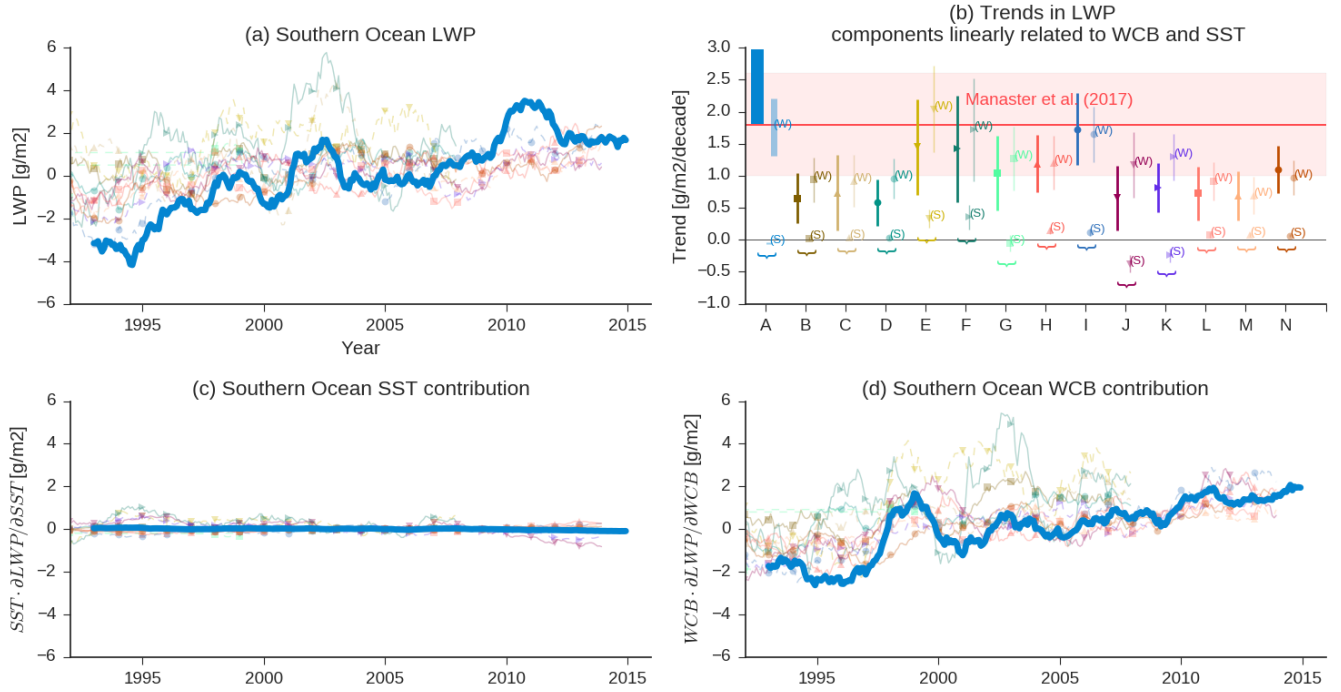 (a) Southern Ocean LWP
LWP [g/m2]
6
4
2
0
−2
−4
−6
1995
2000
2005
2010
2015
Year
(b) Trends in LWP
components linearly related to WCB and SST
Trend [g/m2/decade]
3.0
2.5
2.0
1.5
1.0
0.5
0.0
−0.5
−1.0
Manaster et al. (2017)
(W)
(S)
(W)
(S)
(W)
(S)
(W)
(S)
(W)
(S)
(W)
(S)
(W)
(S)
(W)
(S)
(W)
(S)
(W)
(S)
(W)
(S)
(W)
(S)
(W)
(S)
(W)
(S)
A B C D E F G H I J K L M N
(c) Southern Ocean SST contribution
SST · ∂LWP/∂SST [g/m2]
6
4
2
0
−2
−4
−6
1995
2000
2005
2010
2015
(d) Southern Ocean WCB contribution
WCB · ∂LWP/∂WCB [g/m2]
6
4
2
0
−2
−4
−6
1995
2000
2005
2010
2015